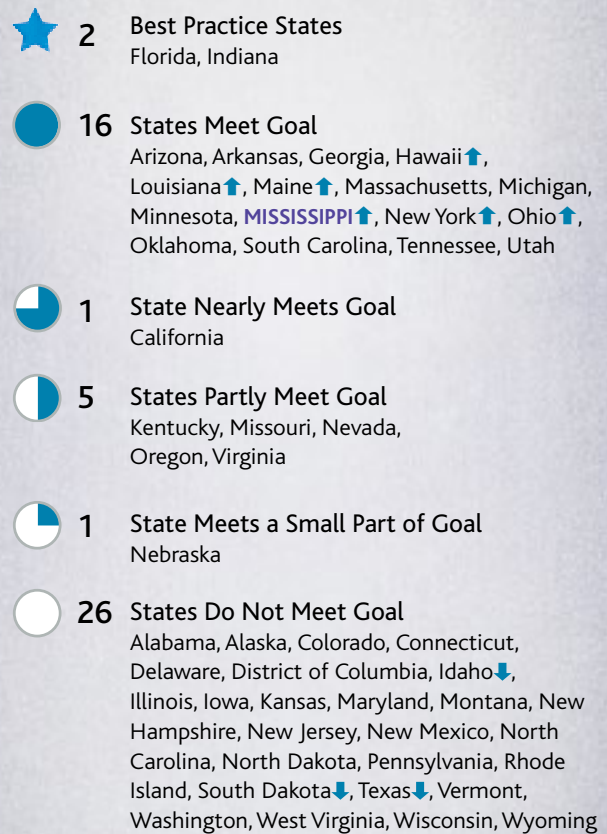 2 Best Practice States
Florida, Indiana
16 States Meet Goal
Arizona, Arkansas, Georgia, Hawaii⬆,
Louisiana⬆, Maine⬆, Massachusetts, Michigan,
Minnesota, MISSISSIPPI⬆, New York⬆, Ohio⬆,
Oklahoma, South Carolina, Tennessee, Utah
1 State Nearly Meets Goal
California
5 States Partly Meet Goal
Kentucky, Missouri, Nevada,
Oregon, Virginia
1 State Meets a Small Part of Goal
Nebraska
26 States Do Not Meet Goal
Alabama, Alaska, Colorado, Connecticut,
Delaware, District of Columbia, Idaho⬇,
Illinois, Iowa, Kansas, Maryland, Montana, New
Hampshire, New Jersey, New Mexico, North
Carolina, North Dakota, Pennsylvania, Rhode
Island, South Dakota⬇, Texas⬇, Vermont,
Washington, West Virginia, Wisconsin, Wyoming